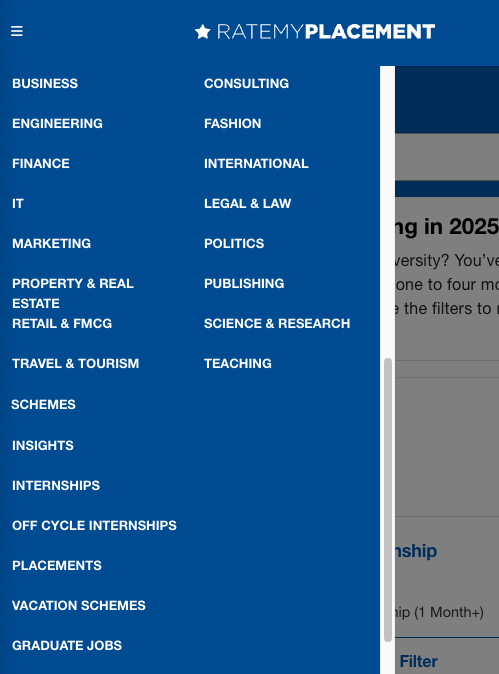 RATEMYPLACEMENT
BUSINESS
CONSULTING
ENGINEERING
FASHION
FINANCE
INTERNATIONAL
IT
LEGAL & LAW
MARKETING
POLITICS
PROPERTY & REAL
ESTATE
PUBLISHING
RETAIL & FMCG
SCIENCE & RESEARCH
TRAVEL & TOURISM
TEACHING
SCHEMES
INSIGHTS
INTERNSHIPS
OFF CYCLE INTERNSHIPS
PLACEMENTS
VACATION SCHEMES
GRADUATE JOBS
ng in 2025
versity? You've
one to four mo
e the filters to
nship
hip (1 Month+)
Filter